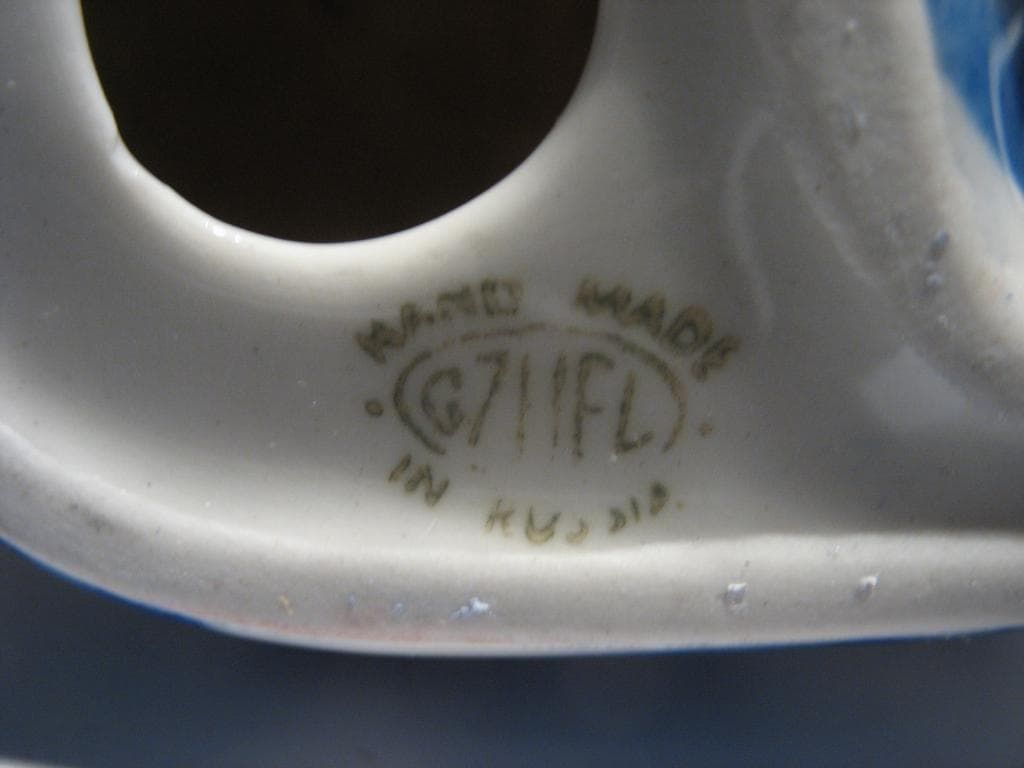 HAND MADE
G711FL
IN RUSSIA.